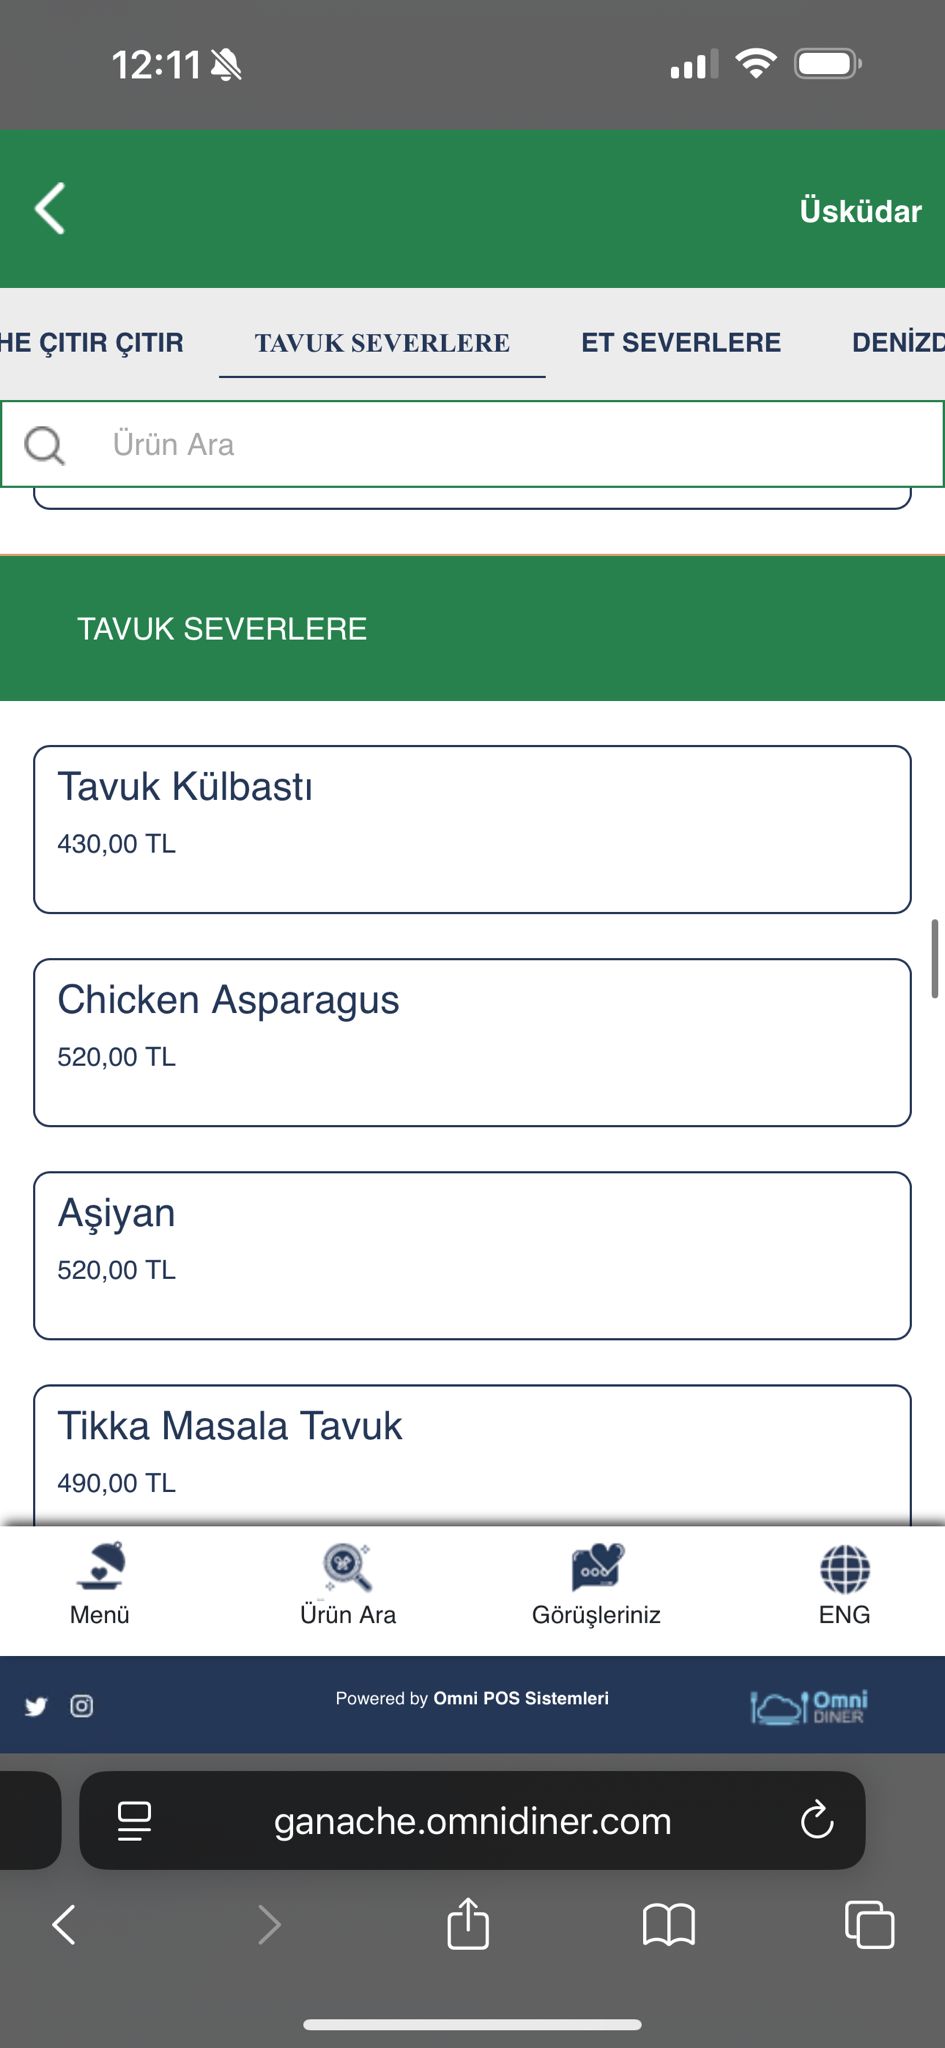 12:11
Üsküdar
HE ÇITIR ÇITIR TAVUK SEVERLERE ET SEVERLERE DENİZD
Ürün Ara
TAVUK SEVERLERE
Tavuk Külbastı
430,00 TL
Chicken Asparagus
520,00 TL
Aşiyan
520,00 TL
Tikka Masala Tavuk
490,00 TL
Menü Ürün Ara Görüşleriniz ENG
Powered by Omni POS Sistemleri
Omni
DINER
ganache.omnidiner.com